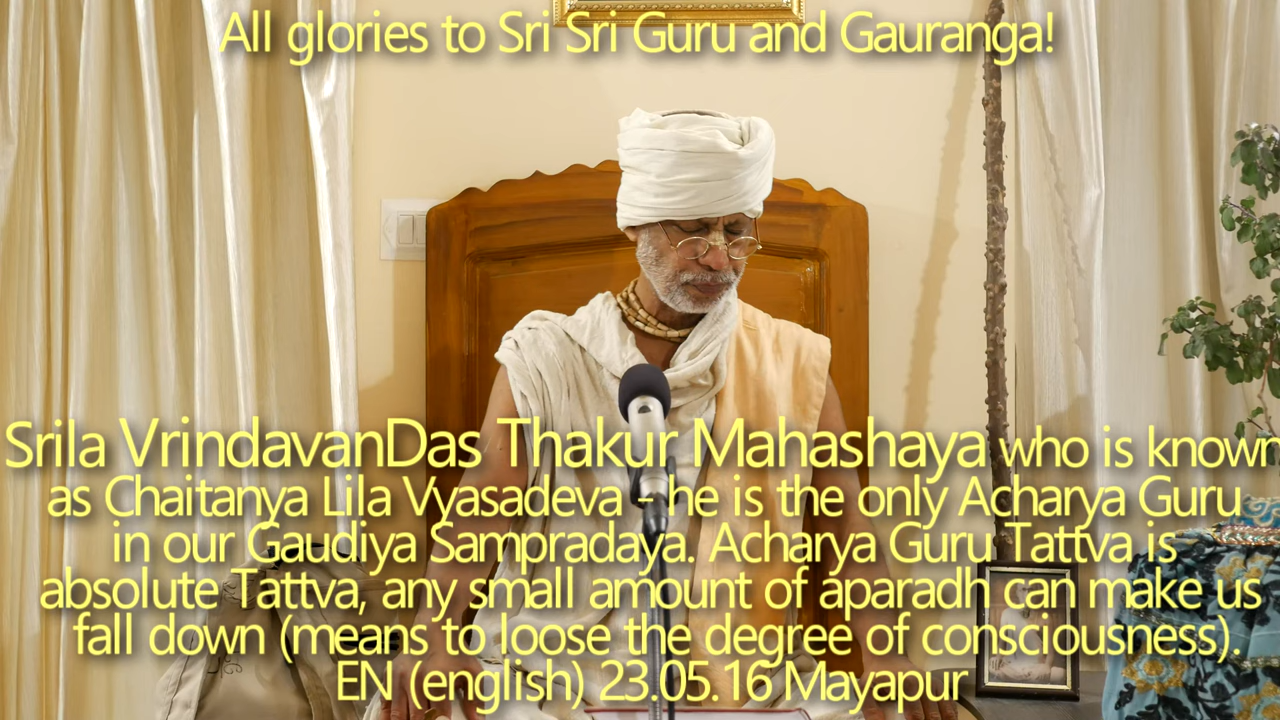 All glories to Sri Sri Guru and Gauranga!
Srila VrindavanDas Thakur Mahashaya who is known
as Chaitanya Lila Vyasadeva - he is the only Acharya Guru
in our Gaudiya Sampradaya. Acharya Guru Tattva is
absolute Tattva, any small amount of aparadh can make us
fall down (means to loose the degree of consciousness).
EN (english) 23.05.16 Mayapur